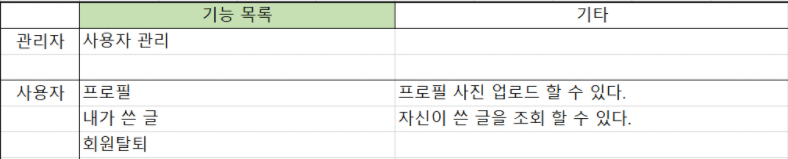 기능 목록 기타
관리자 사용자 관리
사용자 프로필 프로필 사진 업로드 할 수 있다.
내가 쓴 글 자신이 쓴 글을 조회 할 수 있다.
회원탈퇴